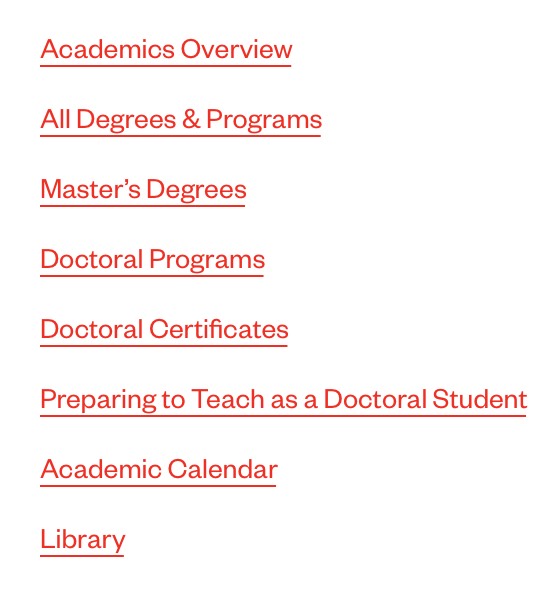 Academics Overview
All Degrees & Programs
Master’s Degrees
Doctoral Programs
Doctoral Certificates
Preparing to Teach as a Doctoral Student
Academic Calendar
Library